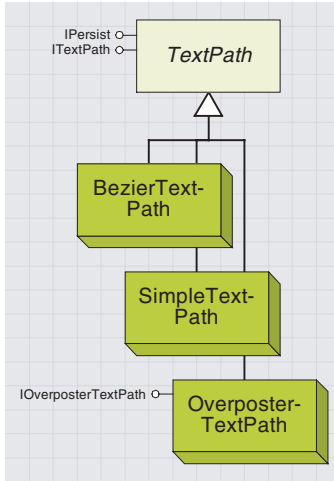 IPersist
ITextPath
TextPath
BezierText-
Path
SimpleText-
Path
IOverposterTextPath
Overposter-
TextPath